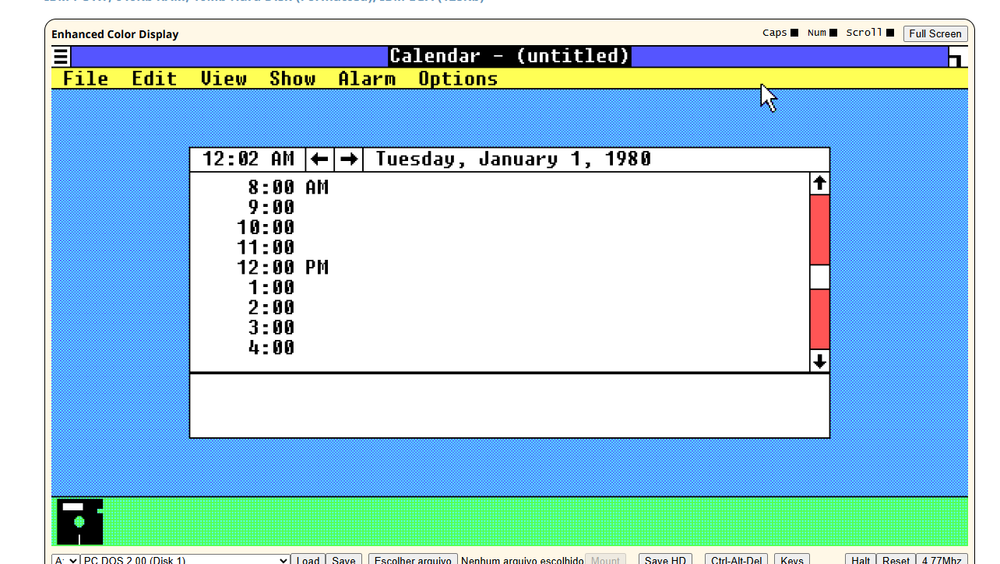 Enhanced Color Display
Caps Num Scroll Full Screen
Calendar - (untitled)
File Edit View Show Alarm Options
12:02 AM ← → Tuesday, January 1, 1980
8:00 AM
9:00
10:00
11:00
12:00 PM
1:00
2:00
3:00
4:00
A: PC DOS 2.00 (Disk 1) Load Save Escolher arquivo Nenhum arquivo escolhido Mount Save HD Ctrl-Alt-Del Keys Halt Reset 4.77Mhz